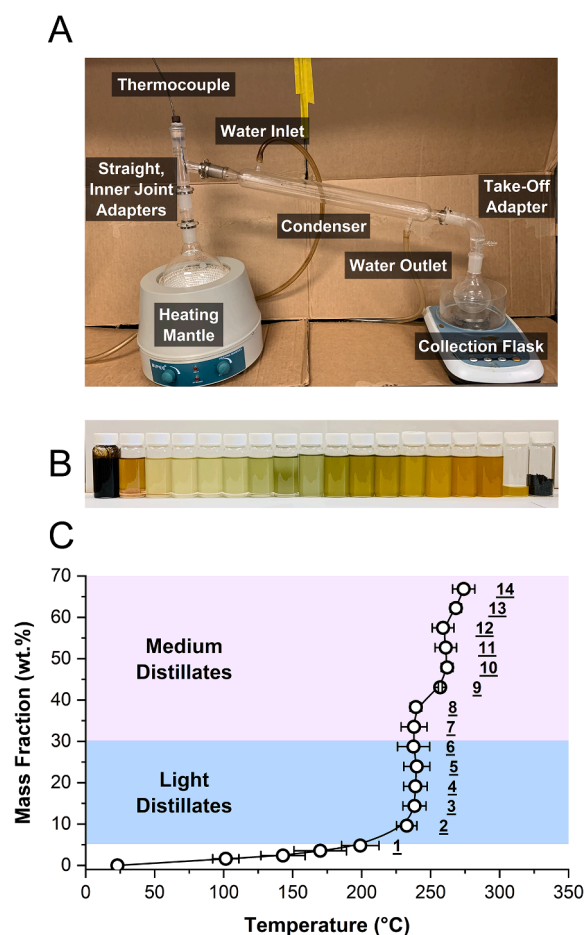 A
Thermocouple
Water Inlet
Straight,
Inner Joint
Adapters
Take-Off
Adapter
Condenser
Water Outlet
Heating
Mantle
Collection Flask
B
C
Mass Fraction (wt.%)
70
60
50
40
30
20
10
0
Medium
Distillates
Light
Distillates
14
13
12
11
10
9
8
7
6
5
4
3
2
1
0
50
100
150
200
250
300
350
Temperature (°C)